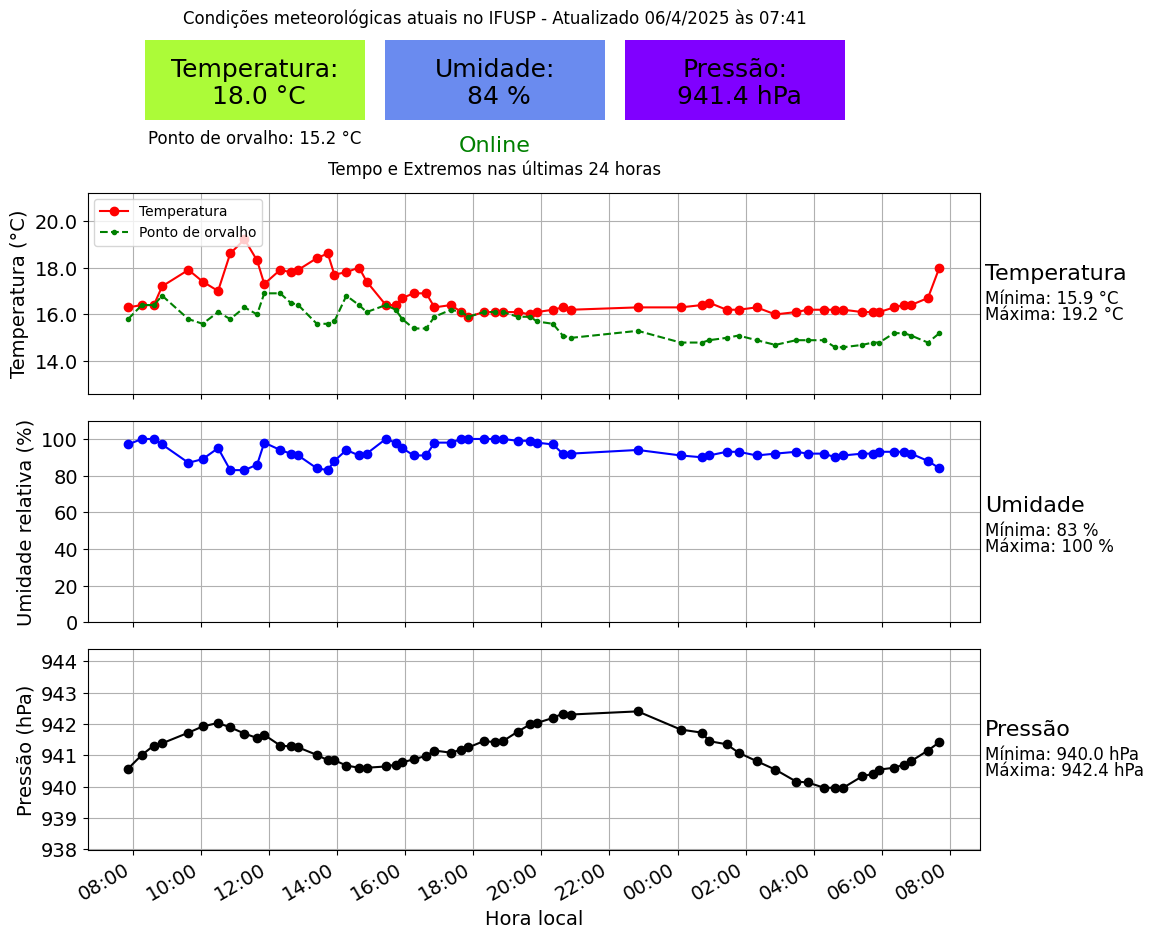 Condições meteorológicas atuais no IFUSP - Atualizado 06/4/2025 às 07:41
Temperatura:
18.0 °C
Umidade:
84 %
Pressão:
941.4 hPa
Ponto de orvalho: 15.2 °C
Online
Tempo e Extremos nas últimas 24 horas
Temperatura (°C)
20.0
18.0
16.0
14.0
Temperatura
Ponto de orvalho
Temperatura
Mínima: 15.9 °C
Máxima: 19.2 °C
Umidade relativa (%)
100
80
60
40
20
0
Umidade
Mínima: 83 %
Máxima: 100 %
Pressão (hPa)
944
943
942
941
940
939
938
Pressão
Mínima: 940.0 hPa
Máxima: 942.4 hPa
08:00 10:00 12:00 14:00 16:00 18:00 20:00 22:00 00:00 02:00 04:00 06:00 08:00
Hora local